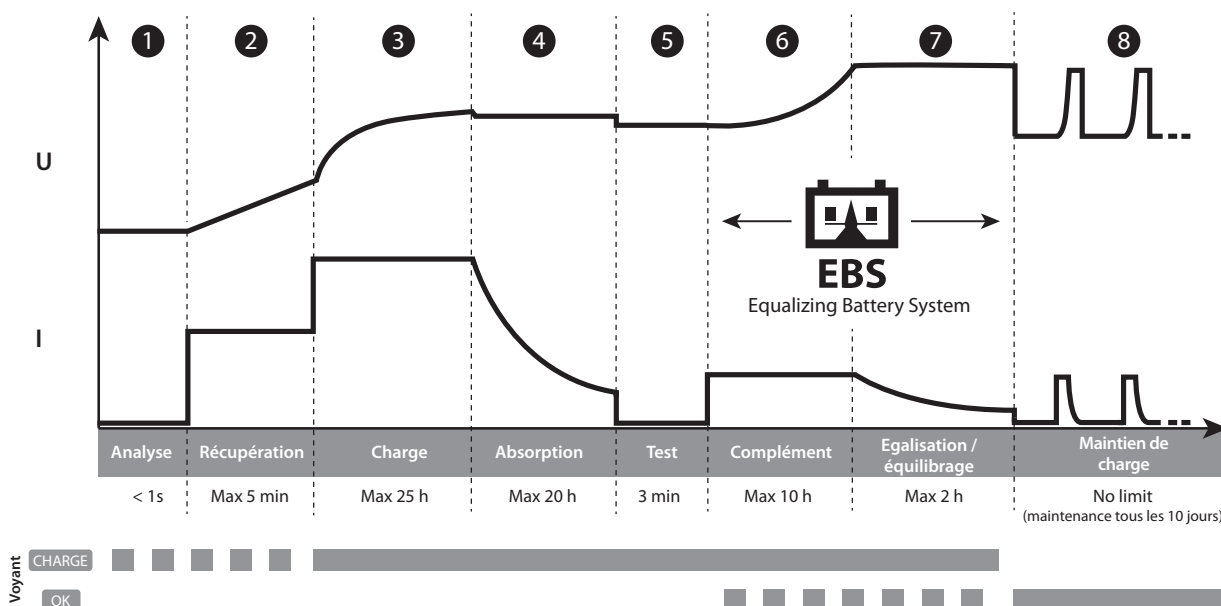 1 2 3 4 5 6 7 8
U
EBS
Equalizing Battery System
I
Analyse Récupération Charge Absorption Test Complément Egalisation / équilibrage Maintien de charge
< 1s Max 5 min Max 25 h Max 20 h 3 min Max 10 h Max 2 h No limit
(maintenance tous les 10 jours)
Voyant
CHARGE
OK